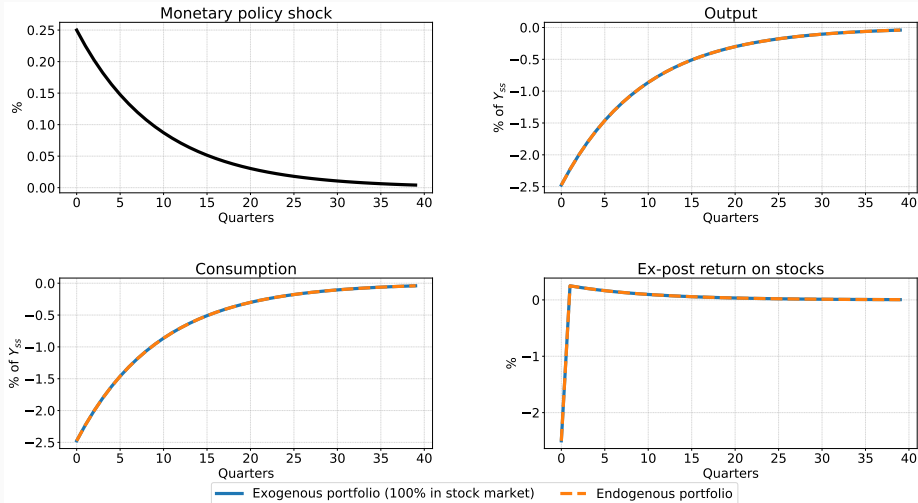 Monetary policy shock
%
0.25
0.20
0.15
0.10
0.05
0.00
0 5 10 15 20 25 30 35 40
Quarters
Output
% of Yss
0.0
−0.5
−1.0
−1.5
−2.0
−2.5
0 5 10 15 20 25 30 35 40
Quarters
Consumption
% of Yss
0.0
−0.5
−1.0
−1.5
−2.0
−2.5
0 5 10 15 20 25 30 35 40
Quarters
Ex-post return on stocks
%
0
−1
−2
0 5 10 15 20 25 30 35 40
Quarters
Exogenous portfolio (100% in stock market)
Endogenous portfolio